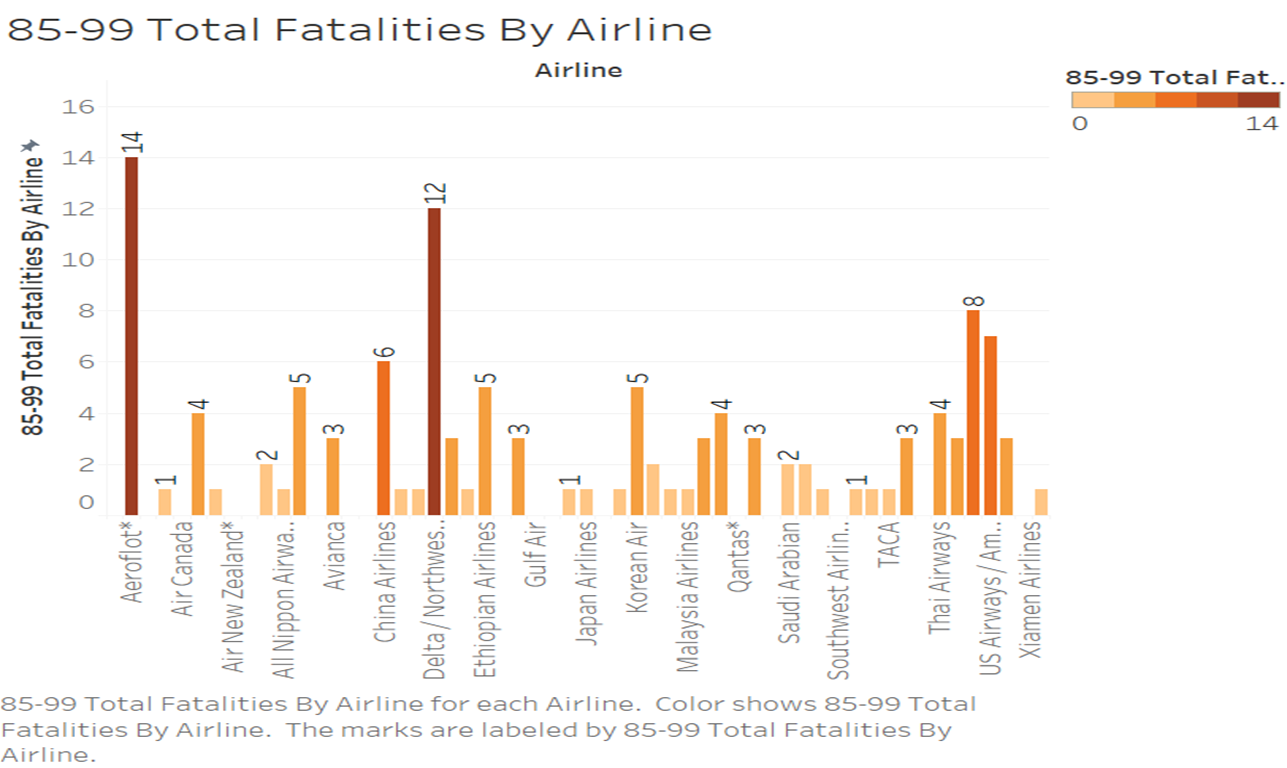 85-99 Total Fatalities By Airline
Airline
85-99 Total Fat..
0 14
85-99 Total Fatalities By Airline
16
14
12
10
8
6
4
2
0
14
1
4
2
5
3
6
12
5
3
1
5
4
3
2
1
3
4
8
Aeroflot*
Air Canada
Air New Zealand*
All Nippon Airwa..
Avianca
China Airlines
Delta / Northwes..
Ethiopian Airlines
Gulf Air
Japan Airlines
Korean Air
Malaysia Airlines
Qantas*
Saudi Arabian
Southwest Airlin..
TACA
Thai Airways
US Airways / Am..
Xiamen Airlines
85-99 Total Fatalities By Airline for each Airline.  Color shows 85-99 Total
Fatalities By Airline.  The marks are labeled by 85-99 Total Fatalities By
Airline.